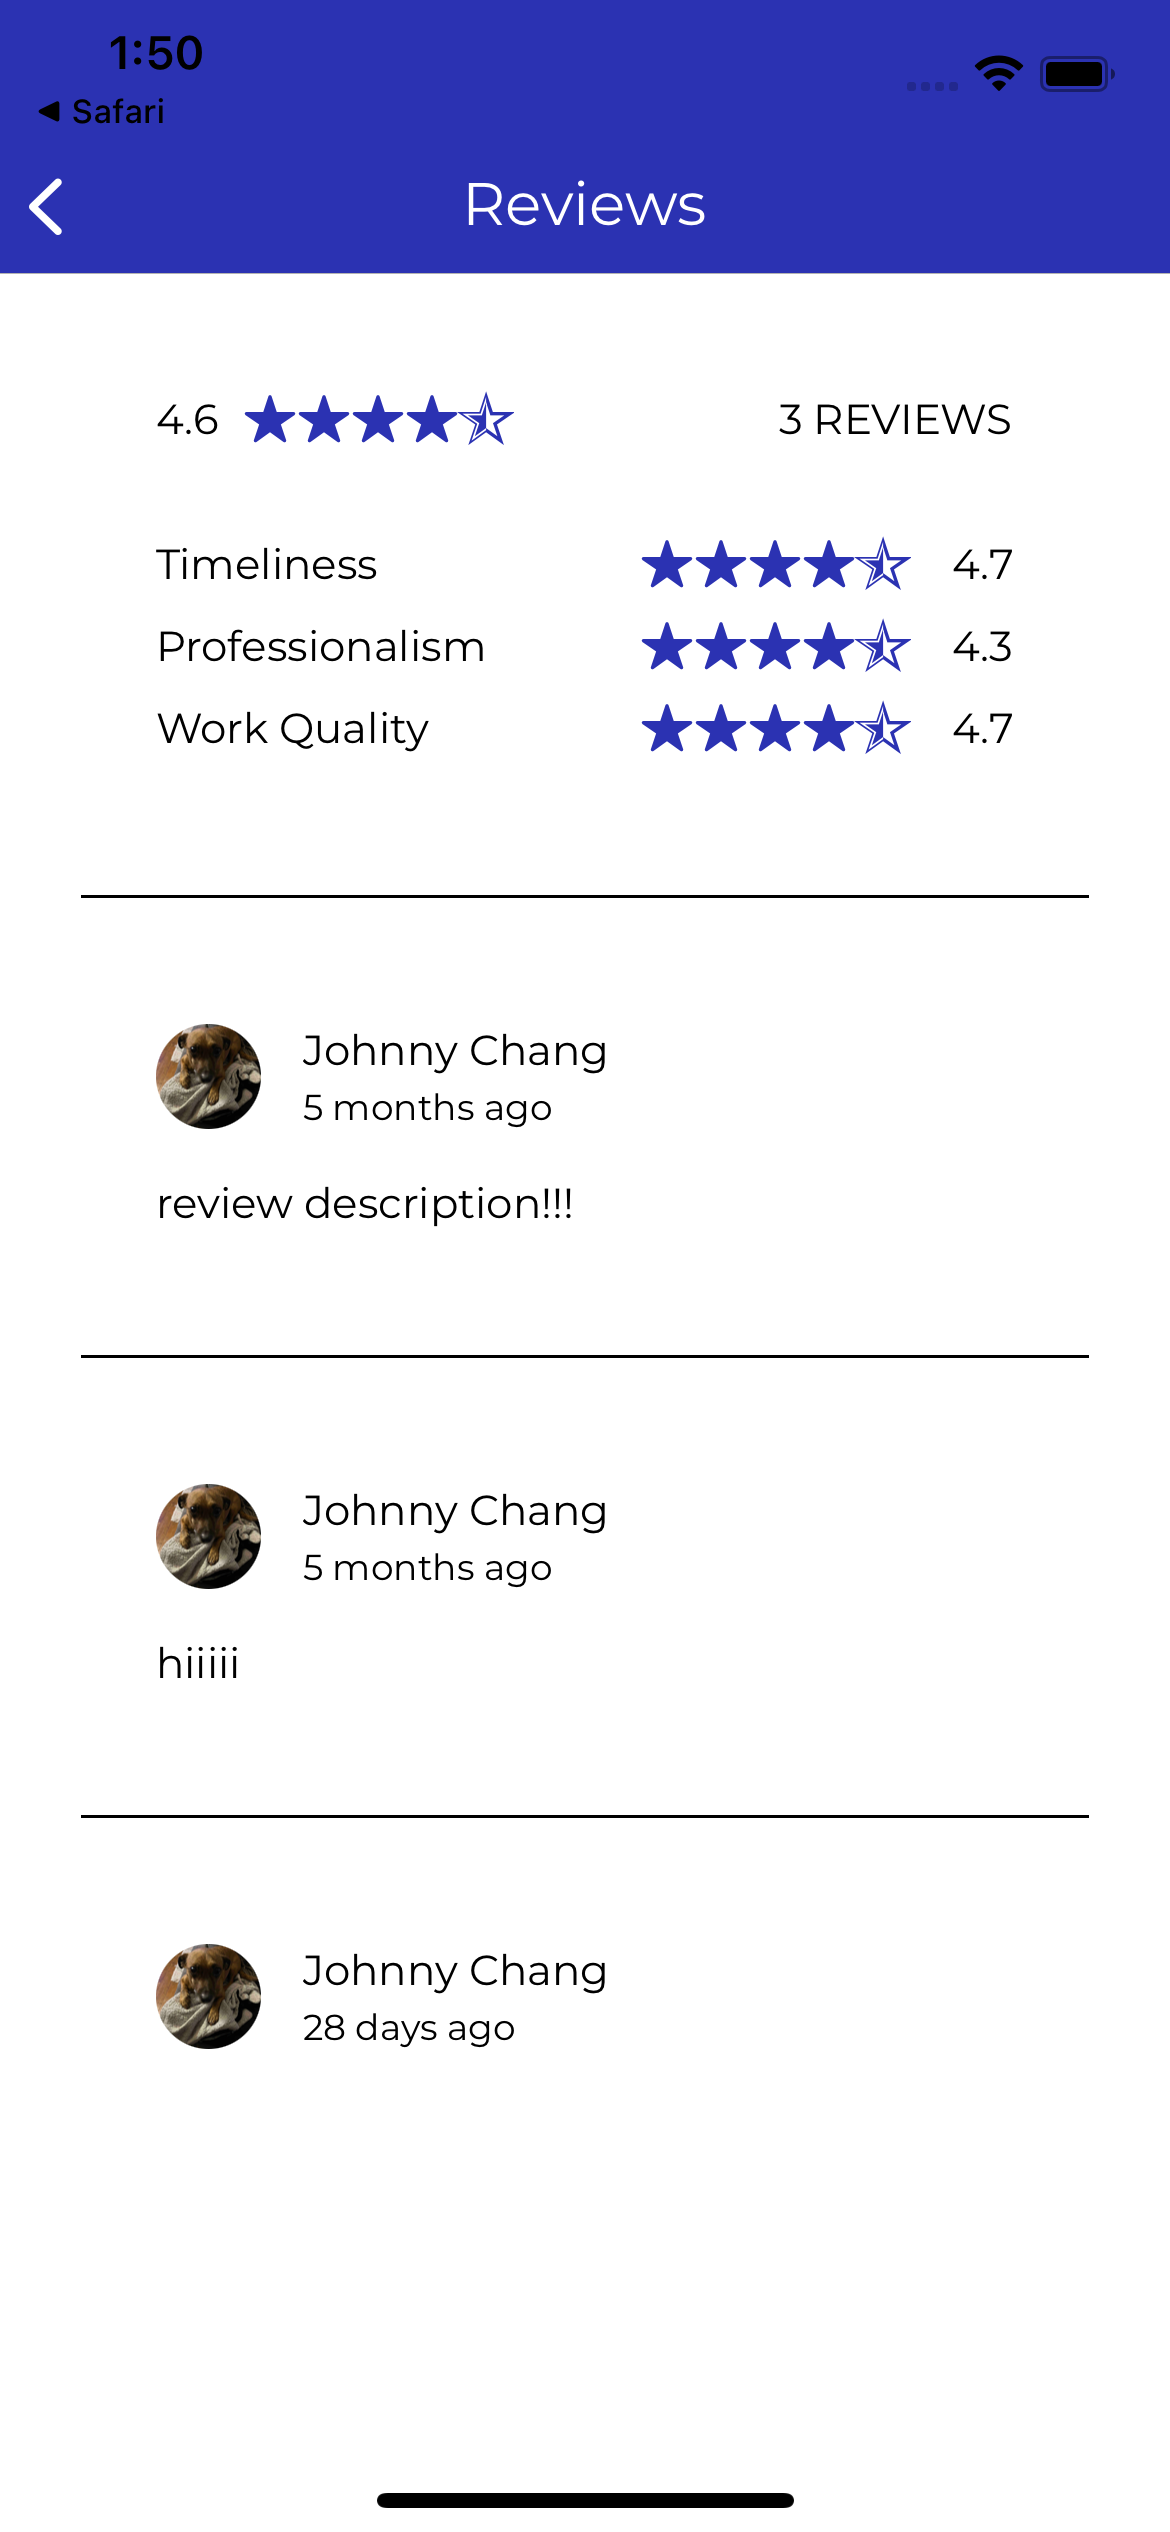 1:50
Safari
Reviews
4.6 3 REVIEWS
Timeliness 4.7
Professionalism 4.3
Work Quality 4.7
Johnny Chang
5 months ago
review description!!!
Johnny Chang
5 months ago
hiiiii
Johnny Chang
28 days ago